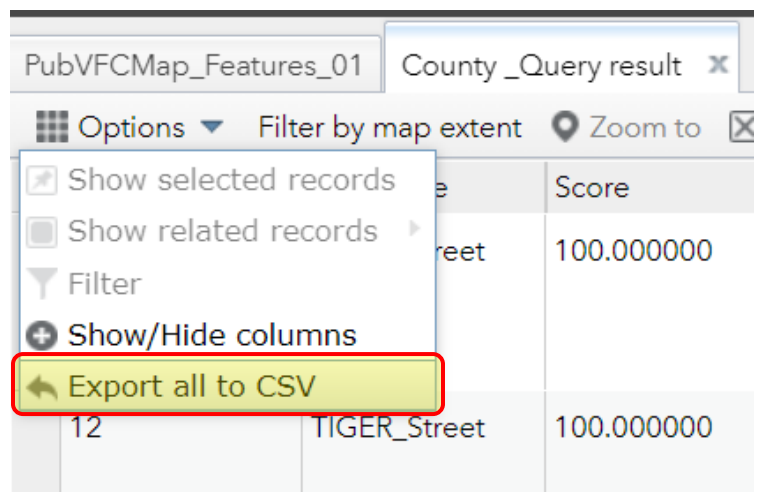 PubVFCMap_Features_01 County _Query result
Options Filter by map extent Zoom to
Show selected records
Score
Show related records
reet 100.000000
Filter
Show/Hide columns
Export all to CSV
12 TIGER_Street 100.000000